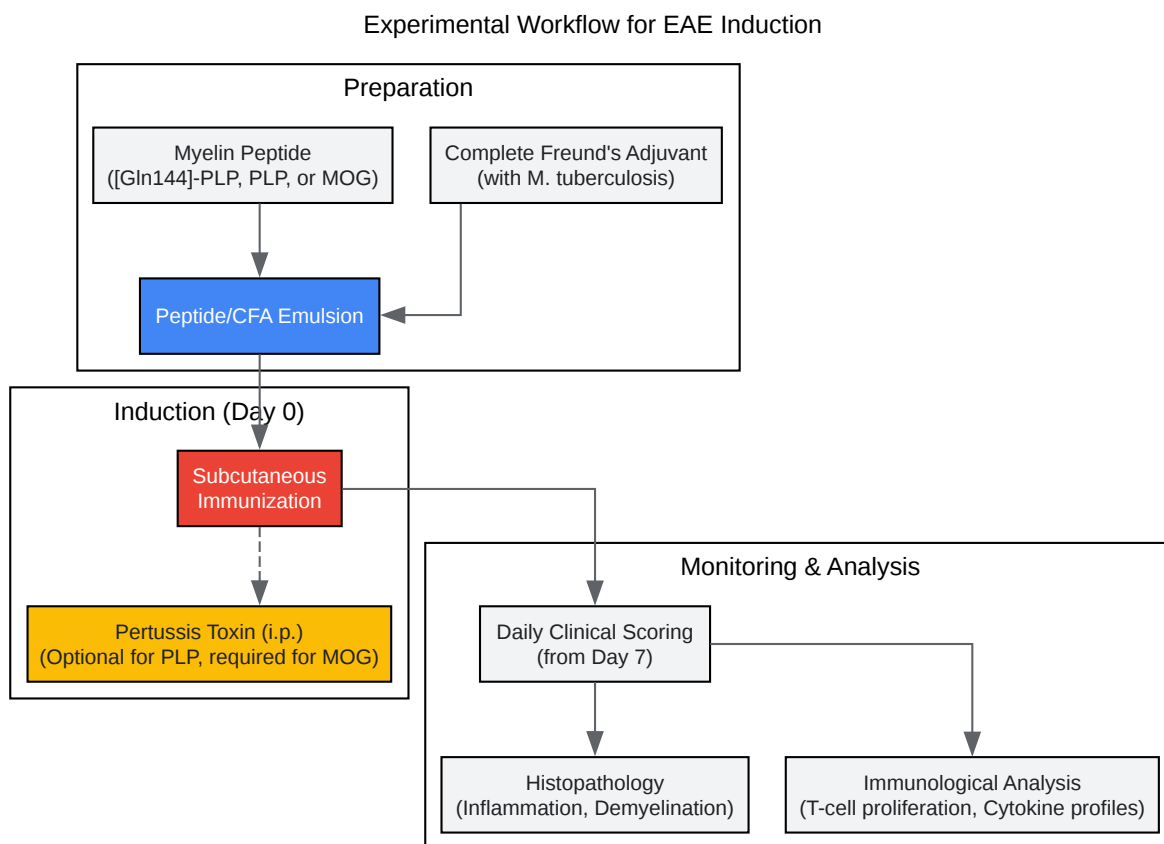 Experimental Workflow for EAE Induction
Preparation
Myelin Peptide
([Gln144]-PLP, PLP, or MOG)
Complete Freund's Adjuvant
(with M. tuberculosis)
Peptide/CFA Emulsion
Induction (Day 0)
Subcutaneous
Immunization
Pertussis Toxin (i.p.)
(Optional for PLP, required for MOG)
Monitoring & Analysis
Daily Clinical Scoring
(from Day 7)
Histopathology
(Inflammation, Demyelination)
Immunological Analysis
(T-cell proliferation, Cytokine profiles)